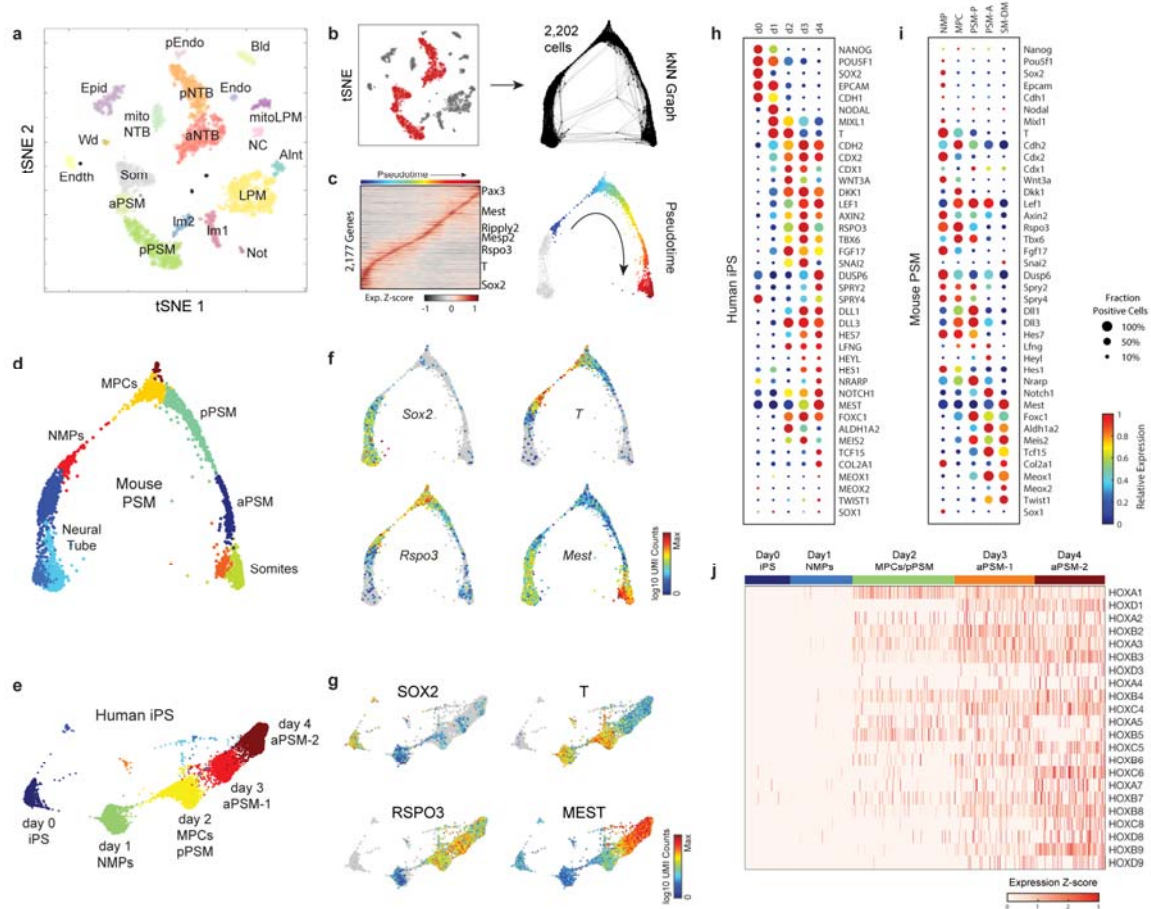 a
tSNE 2
tSNE 1
pEndo
Bld
Epid
pNTB
Endo
mito
NTB
mitoLPM
aNTB
NC
Wd
AInt
Endth
Som
aPSM
LPM
Im2
Im1
pPSM
Not
b
tSNE
2,202
cells
kNN Graph
c
Pseudotime
2,177 Genes
Pax3
Mest
Ripply2
Mesp2
Rspo3
T
Sox2
Exp. Z-score
-1 0 1
Pseudotime
d
MPCs
pPSM
NMPs
Mouse
PSM
aPSM
Neural
Tube
Somites
e
Human iPS
day 4
aPSM-2
day 3
aPSM-1
day 0
iPS
day 2
MPCs
pPSM
day 1
NMPs
f
Sox2
T
Rspo3
Mest
log10 UMI Counts
Max
0
g
SOX2
T
RSPO3
MEST
log10 UMI Counts
Max
0
h
Human iPS
d0 d1 d2 d3 d4
NANOG
POU5F1
SOX2
EPCAM
CDH1
NODAL
MIXL1
T
CDH2
CDX2
CDX1
WNT3A
DKK1
LEF1
AXIN2
RSPO3
TBX6
FGF17
SNAI2
DUSP6
SPRY2
SPRY4
DLL1
DLL3
HES7
LFNG
HEYL
HES1
NRARP
NOTCH1
MEST
FOXC1
ALDH1A2
MEIS2
TCF15
COL2A1
MEOX1
MEOX2
TWIST1
SOX1
i
Mouse PSM
NMP MPC PSM-P PSM-A SM-DM
Nanog
Pou5f1
Sox2
Epcam
Cdh1
Nodal
Mixl1
T
Cdh2
Cdx2
Cdx1
Wnt3a
Dkk1
Lef1
Axin2
Rspo3
Tbx6
Fgf17
Snai2
Dusp6
Spry2
Spry4
Dll1
Dll3
Hes7
Lfng
Heyl
Hes1
Nrarp
Notch1
Mest
Foxc1
Aldh1a2
Meis2
Tcf15
Col2a1
Meox1
Meox2
Twist1
Sox1
Fraction
Positive Cells
100%
50%
10%
Relative Expression
1
0.8
0.6
0.4
0.2
0
j
Day0 Day1 Day2 Day3 Day4
iPS NMPs MPCs/pPSM aPSM-1 aPSM-2
HOXA1
HOXD1
HOXA2
HOXB2
HOXA3
HOXB3
HOXD3
HOXA4
HOXB4
HOXC4
HOXA5
HOXB5
HOXC5
HOXB6
HOXC6
HOXA7
HOXB7
HOXB8
HOXC8
HOXD8
HOXB9
HOXD9
Expression Z-score
0 1 3